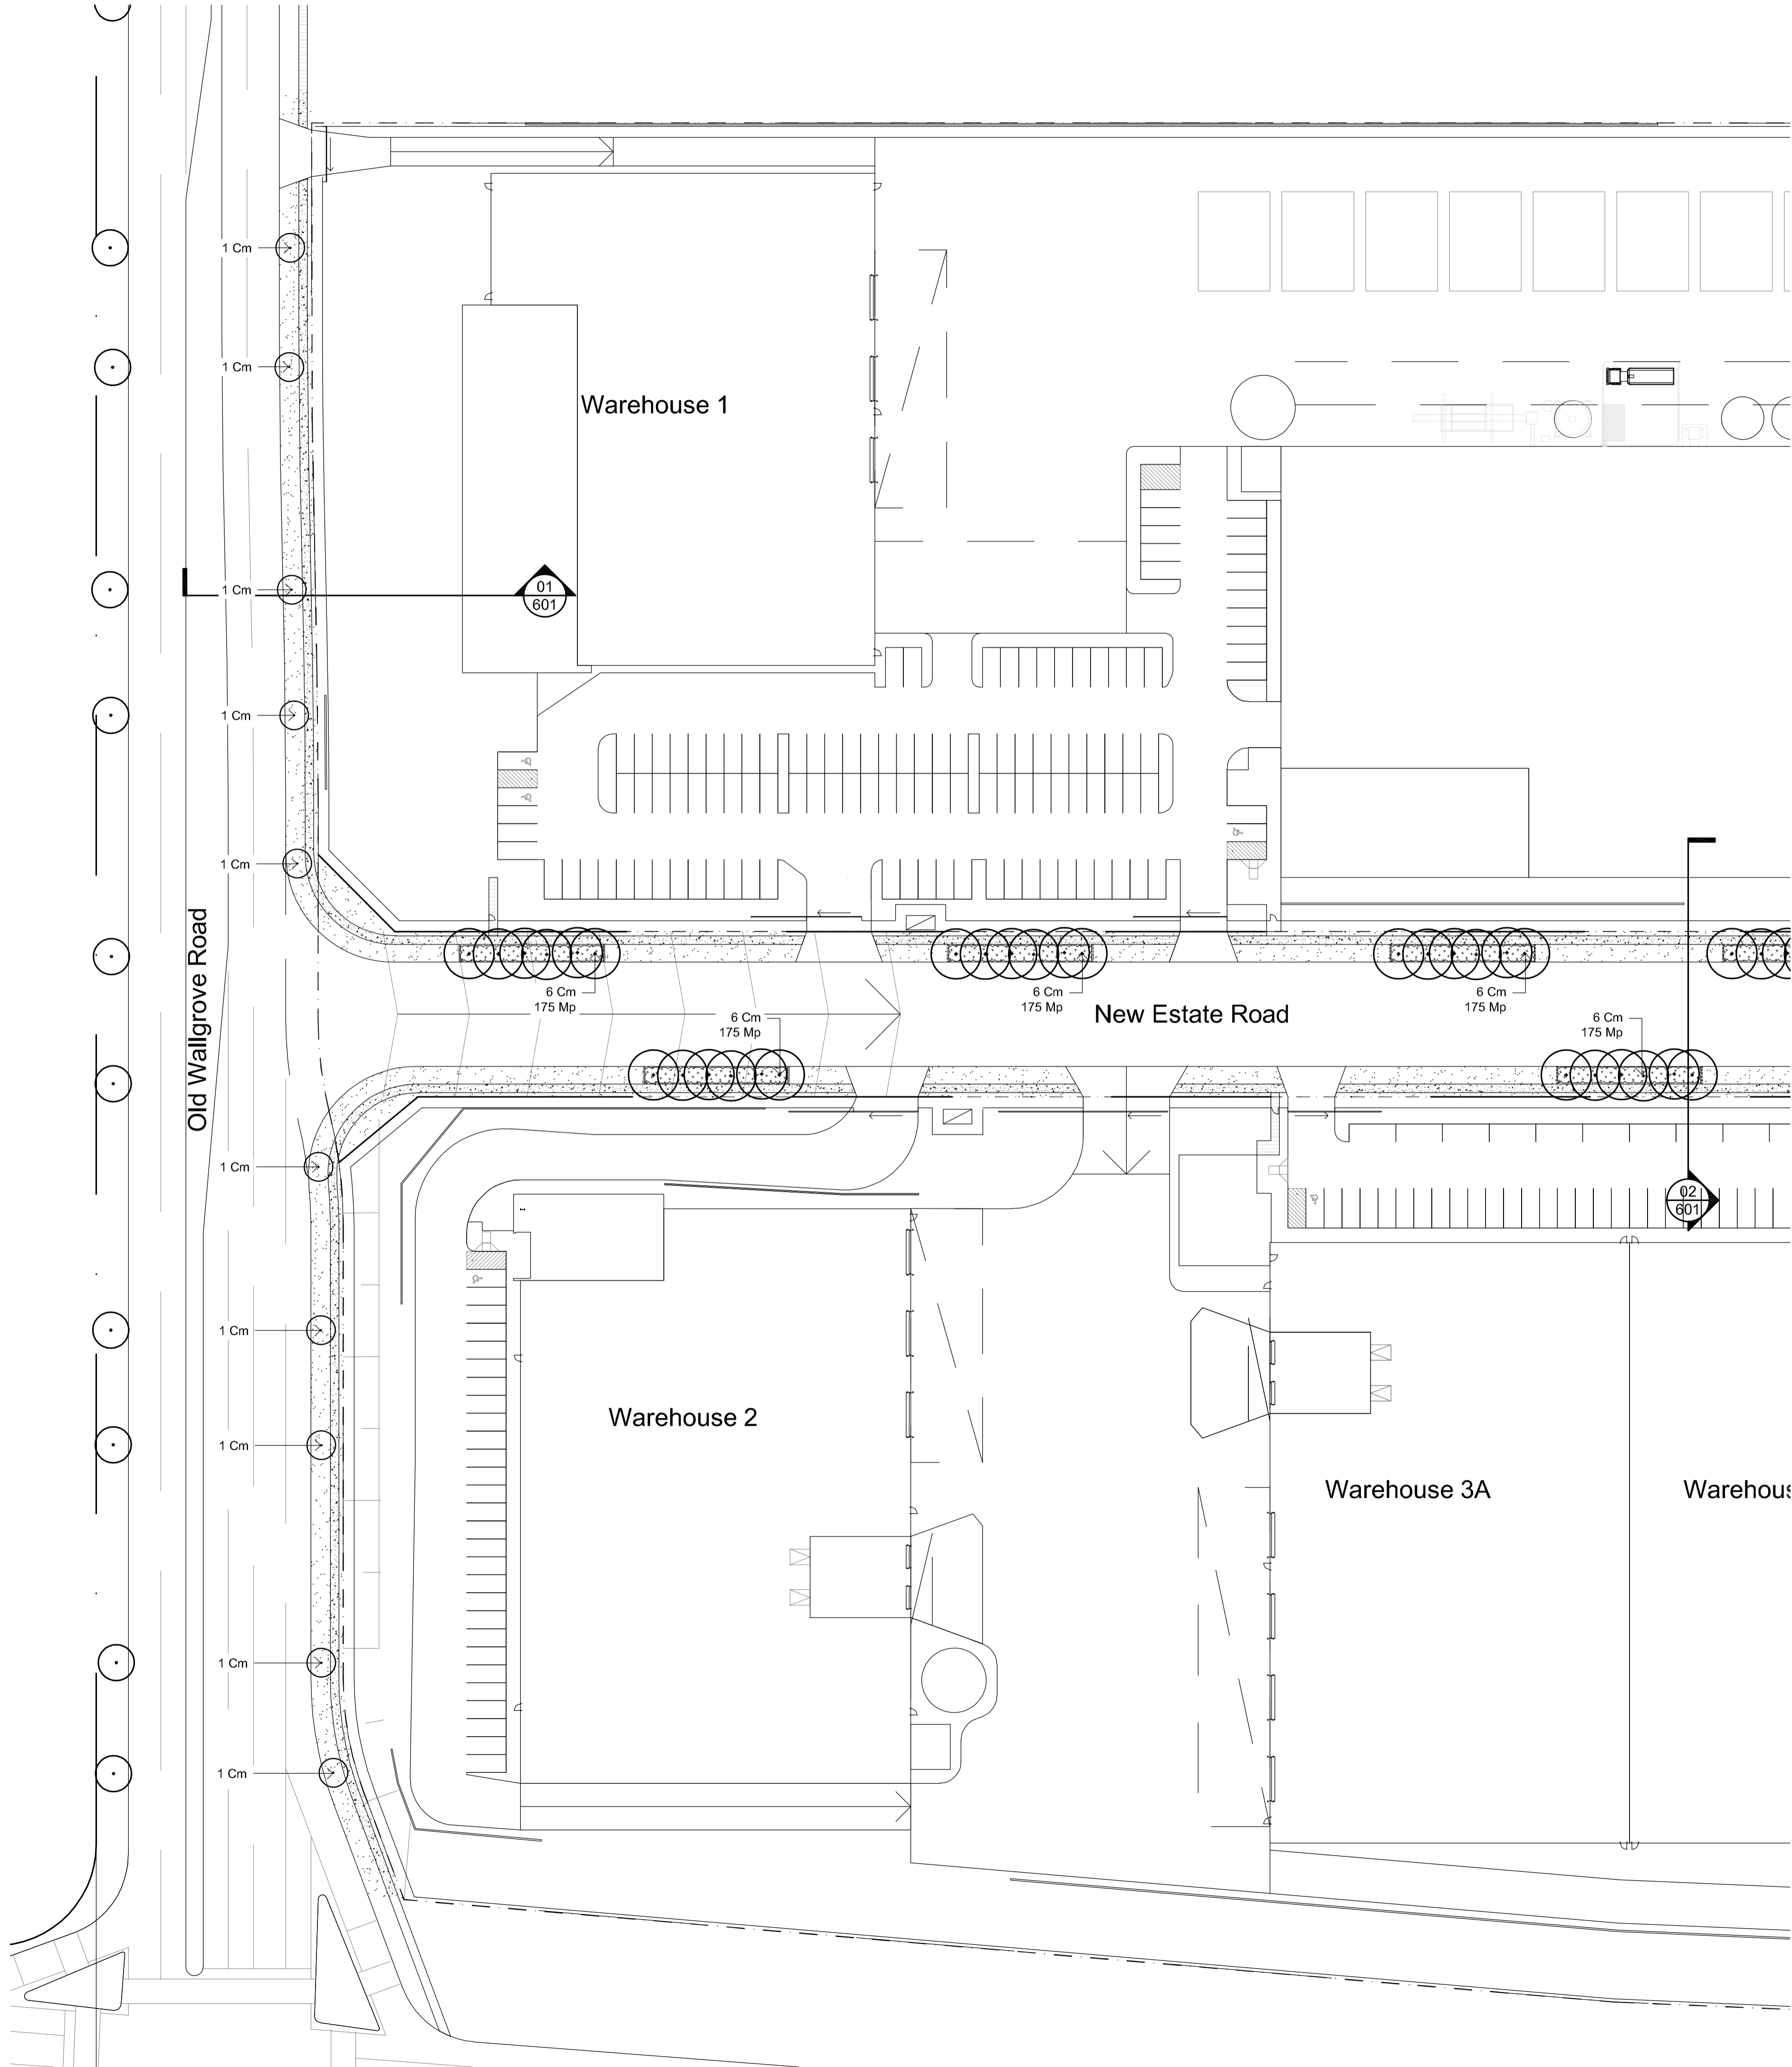 1 Cm
1 Cm
Warehouse 1
1 Cm
01
601
1 Cm
1 Cm
Old Wallgrove Road
6 Cm
175 Mp
6 Cm
175 Mp
6 Cm
175 Mp
New Estate Road
6 Cm
175 Mp
6 Cm
175 Mp
1 Cm
02
601
1 Cm
Warehouse 2
1 Cm
Warehouse 3A
Warehous
1 Cm
1 Cm